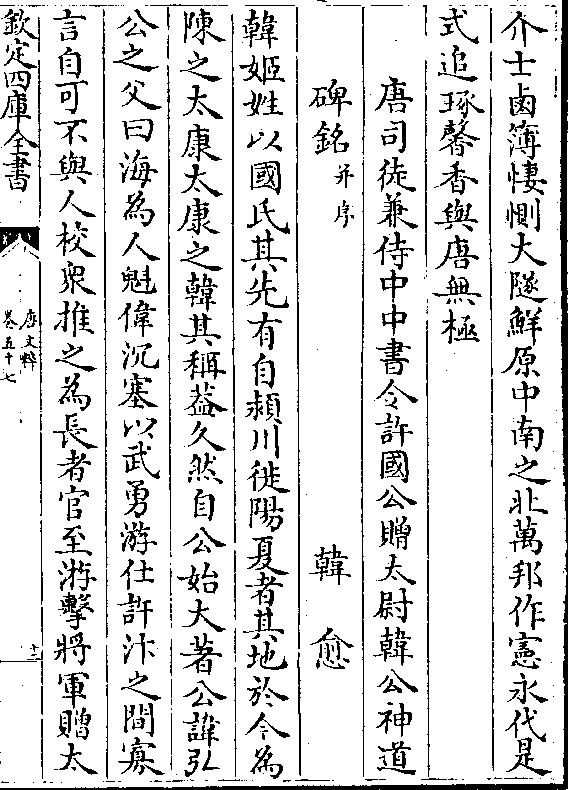 介士鹵簿悽惻大隧鮮原中南之北萬邦作憲永代是
式追琢馨香與唐無極
唐司徒兼侍中中書令許國公贈太尉韓公神道
碑銘并序
韓愈
韓姬姓以國氏其先有自潁川徙陽夏者其地於今為
陳之太康太康之韓其稱葢久然自公始大著公諱弘
公之父曰海為人魁偉沉塞以武勇游仕許汴之間寡
言自可不與人校衆推之為長者官至游擊將軍贈太
欽定四庫全書
唐文粹
卷五十七
十二